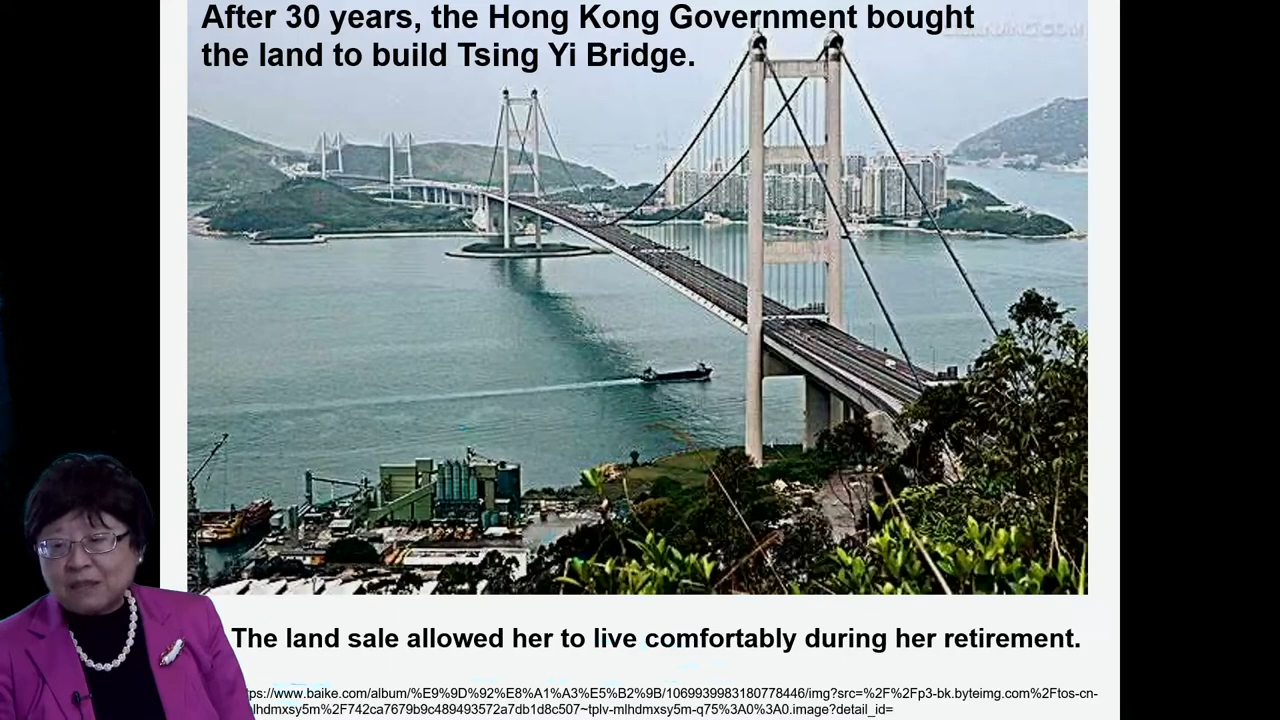 After 30 years, the Hong Kong Government bought
the land to build Tsing Yi Bridge.
The land sale allowed her to live comfortably during her retirement.
tps://www.baike.com/album/%E9%9D%92%E8%A1%A3%E5%B2%9B/1069939983180778446/img?src=%2F%2Fp3-bk.byteimg.com%2Ftos-cn-
lhdmxsy5m%2F742ca7679b9c489493572a7db1d8c507~tplv-mlhdmxsy5m-q75%3A0%3A0.image?detail_id=